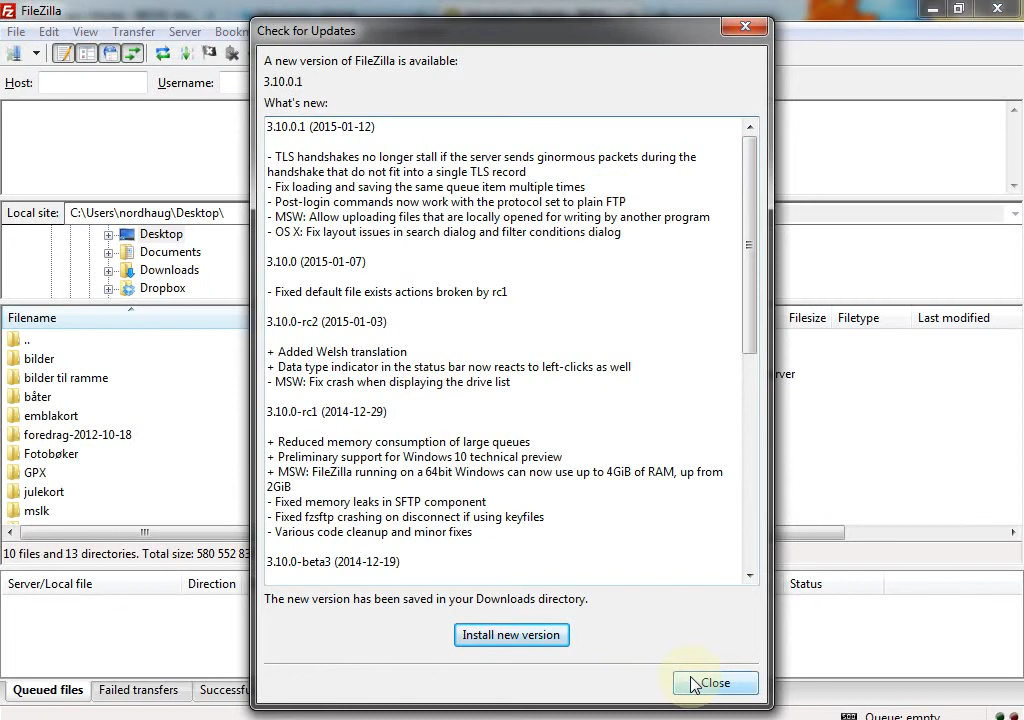 FileZilla
File Edit View Transfer Server Bookn
Host:
Username:
Local site: C:\Users\nordhaug\Desktop\
Desktop
Documents
Downloads
Dropbox
Filename
..
bilder
bilder til ramme
båter
emblakort
foredrag-2012-10-18
Fotobøker
GPX
julekort
mslk
10 files and 13 directories. Total size: 580 552 83
Server/Local file Direction
Queued files Failed transfers Successfu
Check for Updates
A new version of FileZilla is available:
3.10.0.1
What's new:
3.10.0.1 (2015-01-12)
- TLS handshakes no longer stall if the server sends ginormous packets during the
handshake that do not fit into a single TLS record
- Fix loading and saving the same queue item multiple times
- Post-login commands now work with the protocol set to plain FTP
- MSW: Allow uploading files that are locally opened for writing by another program
- OS X: Fix layout issues in search dialog and filter conditions dialog
3.10.0 (2015-01-07)
- Fixed default file exists actions broken by rc1
3.10.0-rc2 (2015-01-03)
+ Added Welsh translation
+ Data type indicator in the status bar now reacts to left-clicks as well
- MSW: Fix crash when displaying the drive list
3.10.0-rc1 (2014-12-29)
+ Reduced memory consumption of large queues
+ Preliminary support for Windows 10 technical preview
+ MSW: FileZilla running on a 64bit Windows can now use up to 4GiB of RAM, up from
2GiB
- Fixed memory leaks in SFTP component
- Fixed fzsftp crashing on disconnect if using keyfiles
- Various code cleanup and minor fixes
3.10.0-beta3 (2014-12-19)
The new version has been saved in your Downloads directory.
Install new version
Close
Filesize Filetype Last modified
rver
Status
Queue: empty